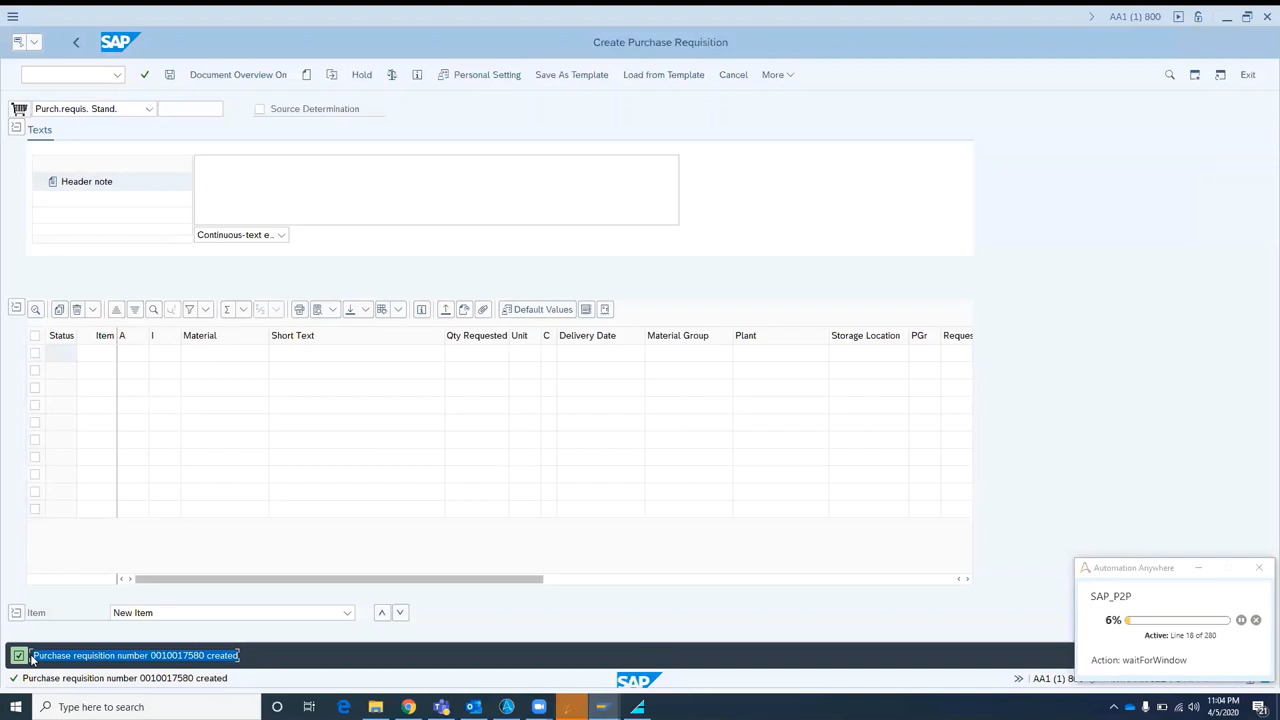 AA1 (1) 800
SAP
Create Purchase Requisition
Document Overview On
Hold
Personal Setting
Save As Template
Load from Template
Cancel
More
Exit
Purch.requis. Stand.
Source Determination
Texts
Header note
Continuous-text e..
Default Values
Status Item A I Material Short Text Qty Requested Unit C Delivery Date Material Group Plant Storage Location PGr Reques
Item
New Item
Purchase requisition number 0010017580 created
Purchase requisition number 0010017580 created
SAP
AA1 (1) 80
Automation Anywhere
SAP_P2P
6%
Active: Line 18 of 280
Action: waitForWindow
Type here to search
11:04 PM
4/5/2020
21